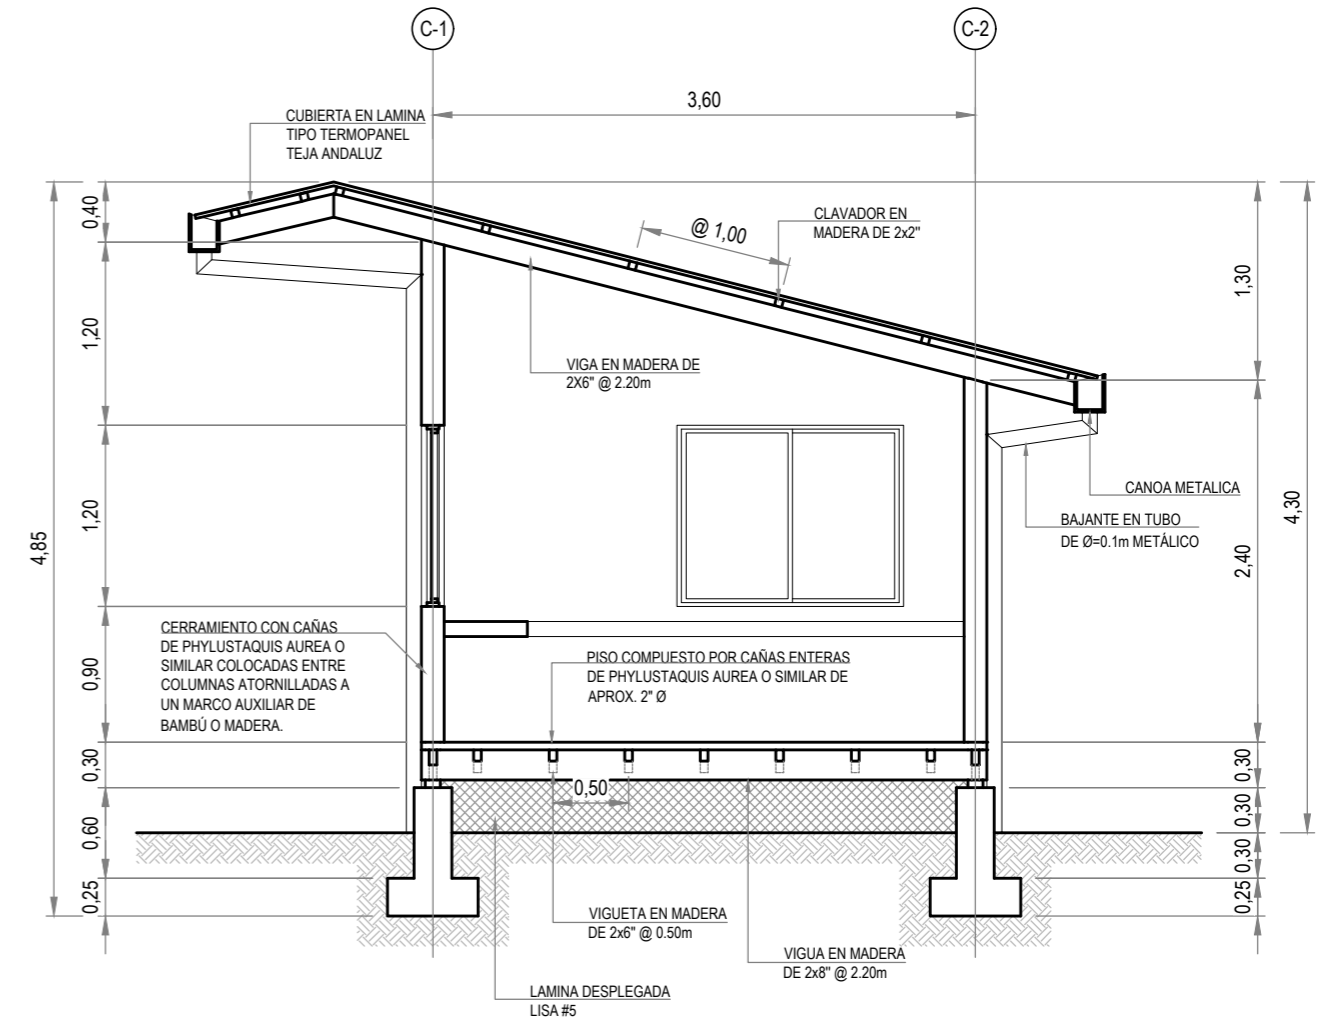 C-1
C-2
3,60
CUBIERTA EN LAMINA
TIPO TERMOPANEL
TEJA ANDALUZ
@ 1,00
CLAVADOR EN
MADERA DE 2x2"
0,40
1,20
1,20
0,90
0,30
0,60
0,25
4,85
VIGA EN MADERA DE
2X6" @ 2.20m
1,30
2,40
0,30
0,30
0,30
0,25
4,30
CANOA METALICA
BAJANTE EN TUBO
DE Ø=0.1m METÁLICO
CERRAMIENTO CON CAÑAS
DE PHYLUSTAQUIS AUREA O
SIMILAR COLOCADAS ENTRE
COLUMNAS ATORNILLADAS A
UN MARCO AUXILIAR DE
BAMBÚ O MADERA.
PISO COMPUESTO POR CAÑAS ENTERAS
DE PHYLUSTAQUIS AUREA O SIMILAR DE
APROX. 2" Ø
0,50
VIGUETA EN MADERA
DE 2x6" @ 0.50m
VIGUA EN MADERA
DE 2x8" @ 2.20m
LAMINA DESPLEGADA
LISA #5